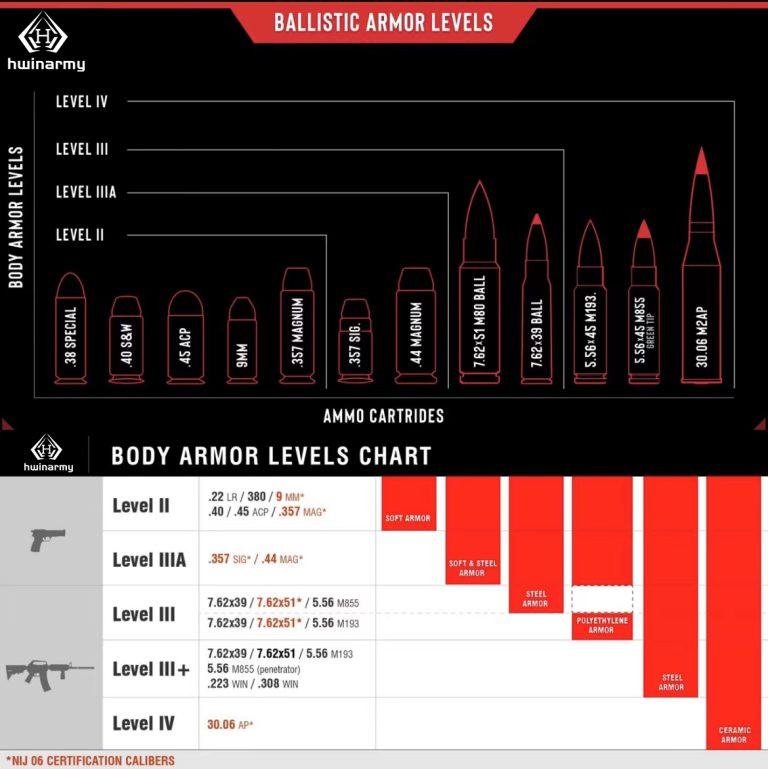 hwinarmy
BALLISTIC ARMOR LEVELS
BODY ARMOR LEVELS
LEVEL IV
LEVEL III
LEVEL IIIA
LEVEL II
.38 SPECIAL
.40 S&W
.45 ACP
9MM
.357 MAGNUM
.357 SIG.
.44 MAGNUM
7.62x51 M80 BALL
7.62x39 BALL
5.56x45 M193.
5.56x45 M855
GREEN TIP
30.06 M2AP
AMMO CARTRIDES
hwinarmy
BODY ARMOR LEVELS CHART
Level II
.22 LR / 380 / 9 MM*
.40 / .45 ACP / .357 MAG*
SOFT ARMOR
Level IIIA
.357 SIG* / .44 MAG*
SOFT & STEEL
ARMOR
Level III
7.62x39 / 7.62x51* / 5.56 M855
7.62x39 / 7.62x51* / 5.56 M193
STEEL
ARMOR
POLYETHYLENE
ARMOR
Level III+
7.62x39 / 7.62x51 / 5.56 M193
5.56 M855 (penetrator)
.223 WIN / .308 WIN
STEEL
ARMOR
Level IV
30.06 AP*
CERAMIC
ARMOR
*NIJ 06 CERTIFICATION CALIBERS